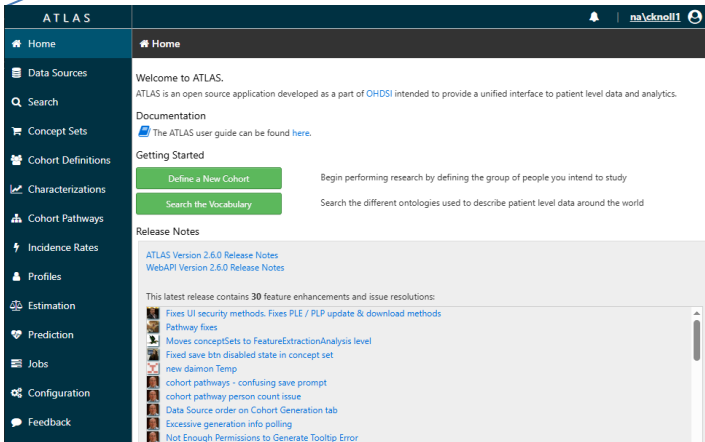 ATLAS
na\cknoll1
Home
Data Sources
Search
Concept Sets
Cohort Definitions
Characterizations
Cohort Pathways
Incidence Rates
Profiles
Estimation
Prediction
Jobs
Configuration
Feedback
Home
Welcome to ATLAS.
ATLAS is an open source application developed as a part of OHDSI intended to provide a unified interface to patient level data and analytics.
Documentation
The ATLAS user guide can be found here.
Getting Started
Define a New Cohort Begin performing research by defining the group of people you intend to study
Search the Vocabulary Search the different ontologies used to describe patient level data around the world
Release Notes
ATLAS Version 2.6.0 Release Notes
WebAPI Version 2.6.0 Release Notes
This latest release contains 30 feature enhancements and issue resolutions:
Fixes UI security methods. Fixes PLE / PLP update & download methods
Pathway fixes
Moves conceptSets to FeatureExtractionAnalysis level
Fixed save btn disabled state in concept set
new daimon Temp
cohort pathways - confusing save prompt
cohort pathway person count issue
Data Source order on Cohort Generation tab
Excessive generation info polling
Not Enough Permissions to Generate Tooltip Error